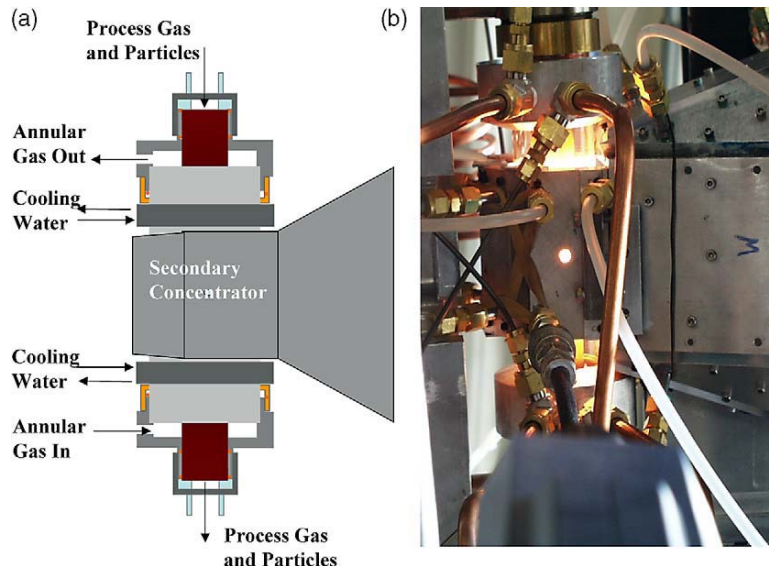 (a)
Process Gas
and Particles
Annular
Gas Out
Cooling
Water
Secondary
Concentrator
Cooling
Water
Annular
Gas In
Process Gas
and Particles
(b)
M